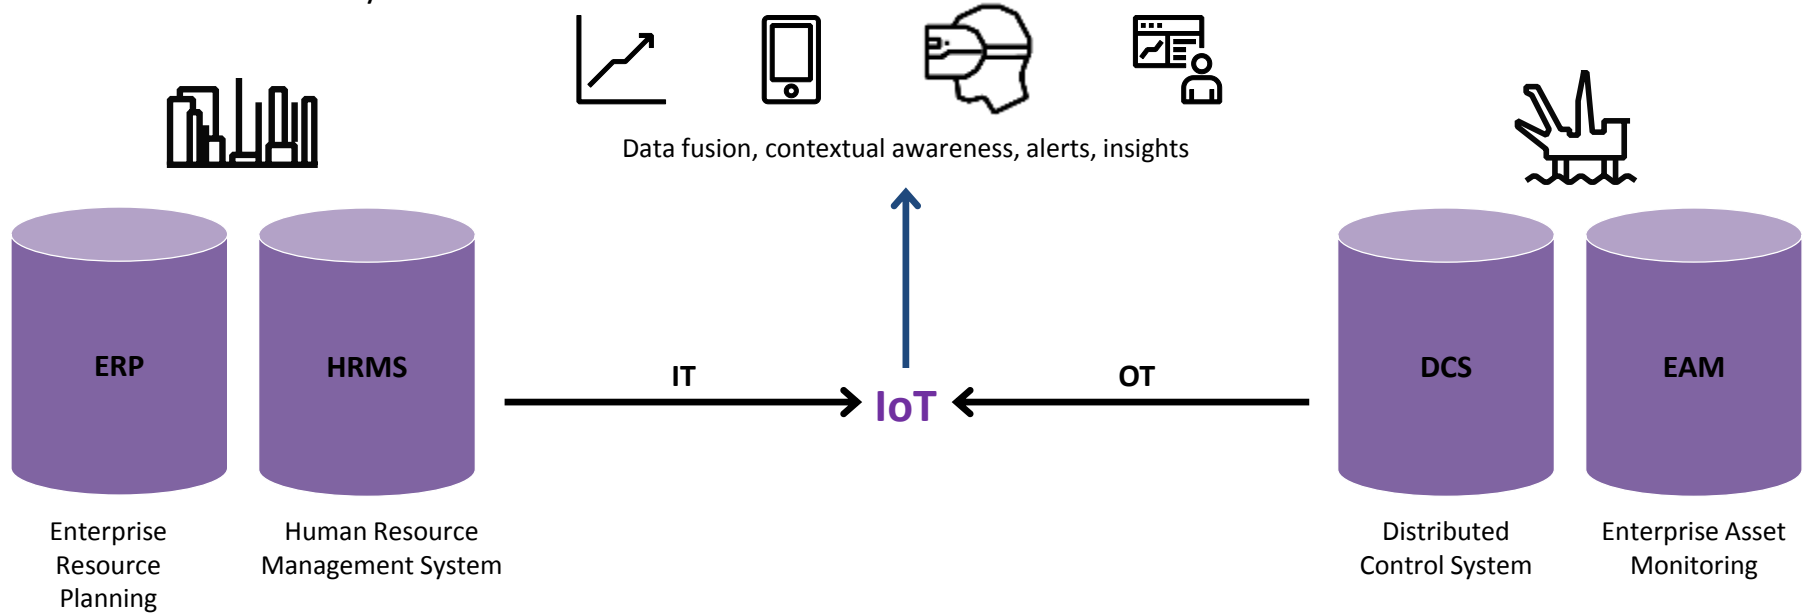 Data fusion, contextual awareness, alerts, insights
ERP
HRMS
IT
IoT
OT
DCS
EAM
Enterprise
Resource
Planning
Human Resource
Management System
Distributed
Control System
Enterprise Asset
Monitoring